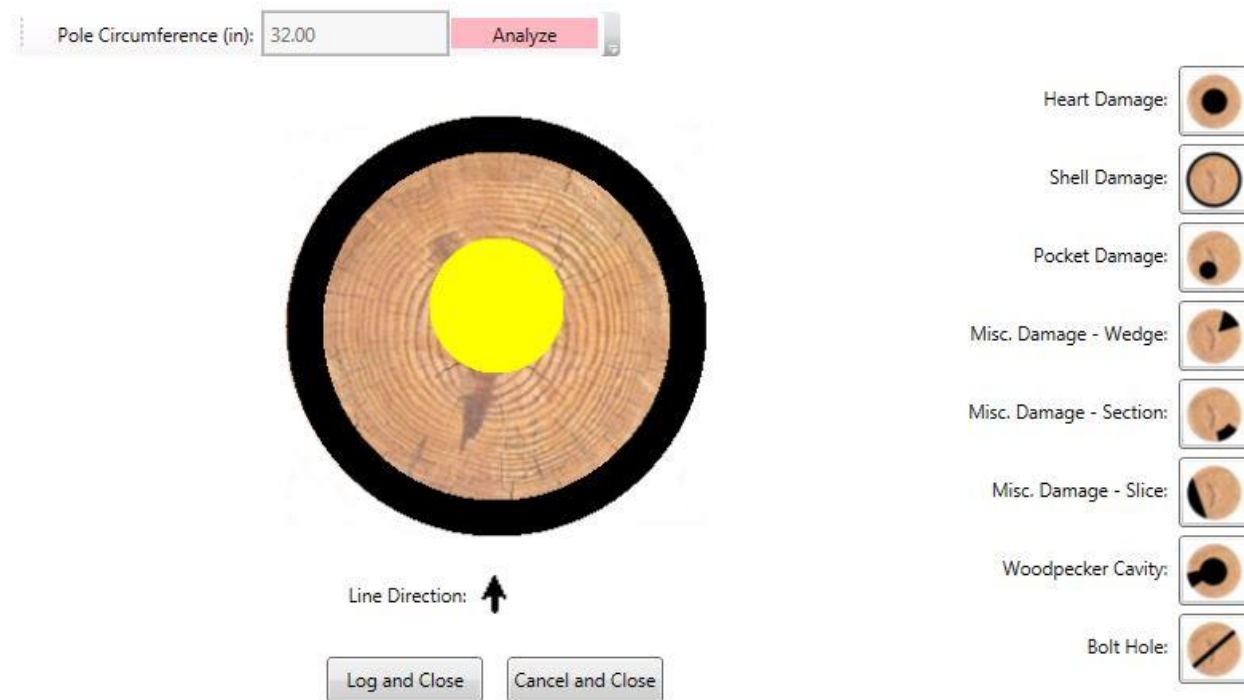 Pole Circumference (in): 32.00 Analyze
Heart Damage:
Shell Damage:
Pocket Damage:
Misc. Damage - Wedge:
Misc. Damage - Section:
Misc. Damage - Slice:
Woodpecker Cavity:
Bolt Hole:
Line Direction:
Log and Close Cancel and Close